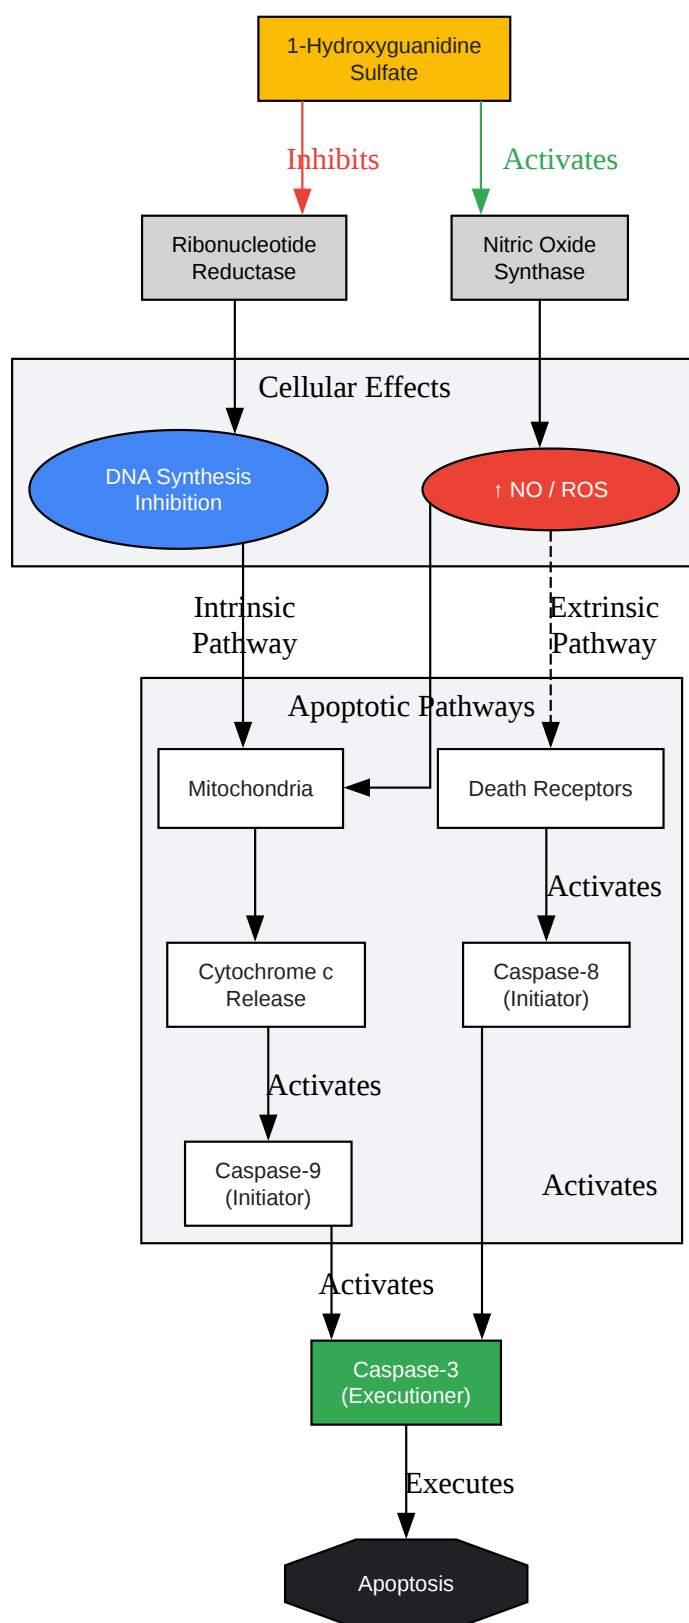 1-Hydroxyguanidine
Sulfate
Inhibits
Activates
Ribonucleotide
Reductase
Nitric Oxide
Synthase
Cellular Effects
DNA Synthesis
Inhibition
↑ NO / ROS
Intrinsic
Pathway
Extrinsic
Pathway
Apoptotic Pathways
Mitochondria
Death Receptors
Activates
Cytochrome c
Release
Caspase-8
(Initiator)
Activates
Caspase-9
(Initiator)
Activates
Activates
Caspase-3
(Executioner)
Executes
Apoptosis